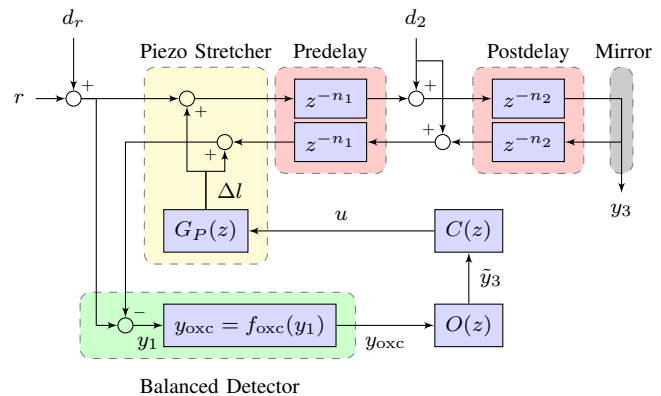 d_r
d_2
Piezo Stretcher
Predelay
Postdelay
Mirror
r
+
+
z^{-n_1}
+
z^{-n_2}
+
z^{-n_1}
+
z^{-n_2}
Δl
y_3
G_P(z)
u
C(z)
ỹ_3
−
y_1
y_oxc = f_oxc(y_1)
y_oxc
O(z)
Balanced Detector
+